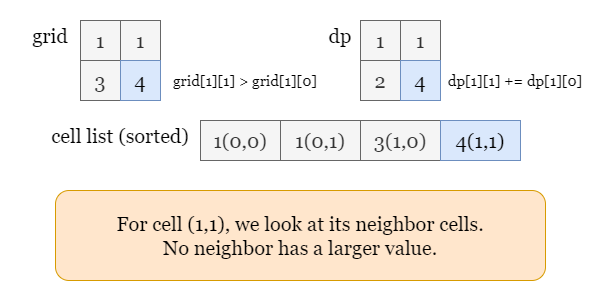 grid
1 1
3 4
grid[1][1] > grid[1][0]
dp
1 1
2 4
dp[1][1] += dp[1][0]
cell list (sorted)
1(0,0) 1(0,1) 3(1,0) 4(1,1)
For cell (1,1), we look at its neighbor cells.
No neighbor has a larger value.